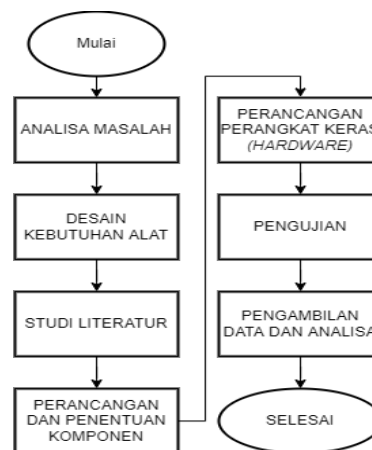 Mulai
ANALISA MASALAH
DESAIN
KEBUTUHAN ALAT
STUDI LITERATUR
PERANCANGAN
DAN PENENTUAN
KOMPONEN
PERANCANGAN
PERANGKAT KERAS
(HARDWARE)
PENGUJIAN
PENGAMBILAN
DATA DAN ANALISA
SELESAI